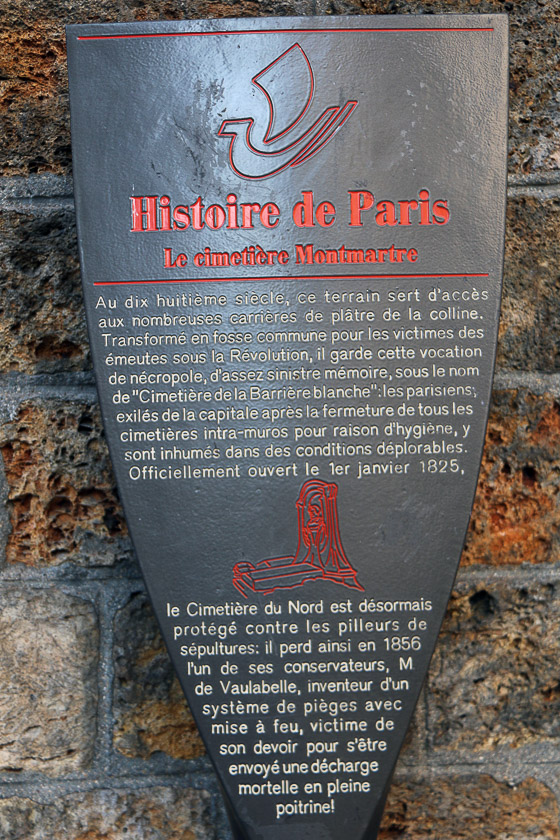 Histoire de Paris
Le cimetière Montmartre
Au dix huitième siècle, ce terrain sert d'accès
aux nombreuses carrières de plâtre de la colline.
Transformé en fosse commune pour les victimes des
émeutes sous la Révolution, il garde cette vocation
de nécropole, d'assez sinistre mémoire, sous le nom
de "Cimetière de la Barrière blanche": les parisiens,
exilés de la capitale après la fermeture de tous les
cimetières intra-muros pour raison d'hygiène, y
sont inhumés dans des conditions déplorables.
Officiellement ouvert le 1er janvier 1825,
le Cimetière du Nord est désormais
protégé contre les pilleurs de
sépultures: il perd ainsi en 1856
l'un de ses conservateurs, M
de Vaulabelle, inventeur d'un
système de pièges avec
mise à feu, victime de
son devoir pour s'être
envoyé une décharge
mortelle en pleine
poitrine!